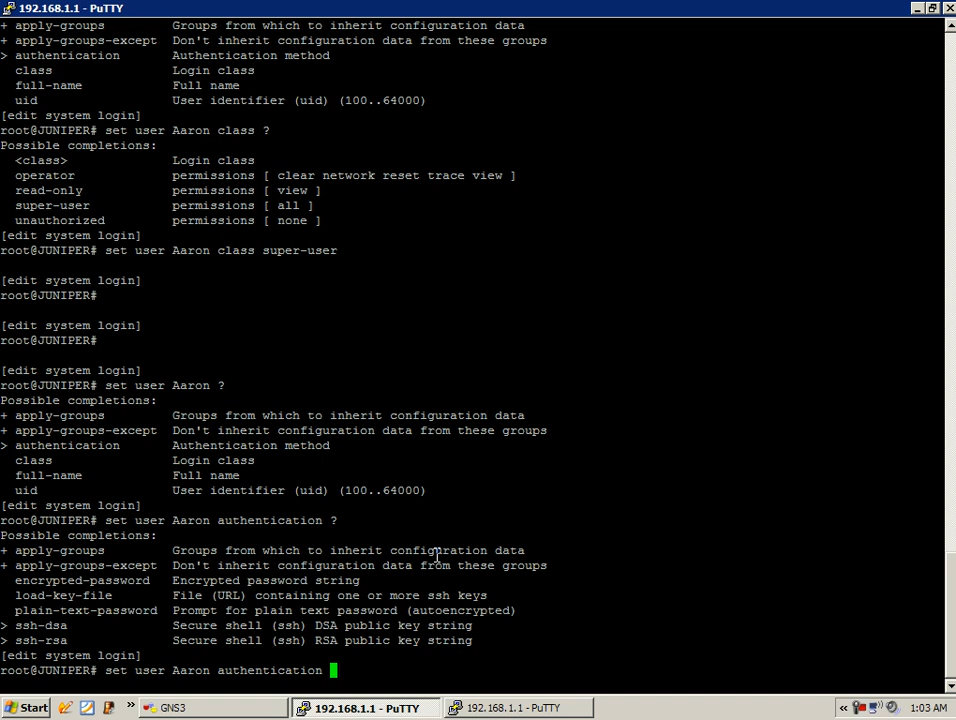 192.168.1.1 - PuTTY
+ apply-groups         Groups from which to inherit configuration data
+ apply-groups-except  Don't inherit configuration data from these groups
> authentication       Authentication method
  class                Login class
  full-name            Full name
  uid                  User identifier (uid) (100..64000)
[edit system login]
root@JUNIPER# set user Aaron class ?
Possible completions:
  <class>              Login class
  operator             permissions [ clear network reset trace view ]
  read-only            permissions [ view ]
  super-user           permissions [ all ]
  unauthorized         permissions [ none ]
[edit system login]
root@JUNIPER# set user Aaron class super-user
[edit system login]
root@JUNIPER#
[edit system login]
root@JUNIPER#
[edit system login]
root@JUNIPER# set user Aaron ?
Possible completions:
+ apply-groups         Groups from which to inherit configuration data
+ apply-groups-except  Don't inherit configuration data from these groups
> authentication       Authentication method
  class                Login class
  full-name            Full name
  uid                  User identifier (uid) (100..64000)
[edit system login]
root@JUNIPER# set user Aaron authentication ?
Possible completions:
+ apply-groups         Groups from which to inherit configuration data
+ apply-groups-except  Don't inherit configuration data from these groups
  encrypted-password   Encrypted password string
  load-key-file        File (URL) containing one or more ssh keys
  plain-text-password  Prompt for plain text password (autoencrypted)
> ssh-dsa              Secure shell (ssh) DSA public key string
> ssh-rsa              Secure shell (ssh) RSA public key string
[edit system login]
root@JUNIPER# set user Aaron authentication
Start » GNS3 192.168.1.1 - PuTTY 192.168.1.1 - PuTTY « 1:03 AM